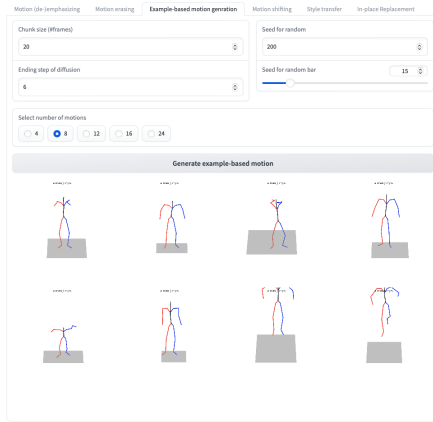 Motion (de-)emphasizing Motion erasing Example-based motion genration Motion shifting Style transfer In-place Replacement
Chunk size (#frames) Seed for random
20 200
Ending step of diffusion Seed for random bar 15
6
Select number of motions
4 8 12 16 24
Generate example-based motion